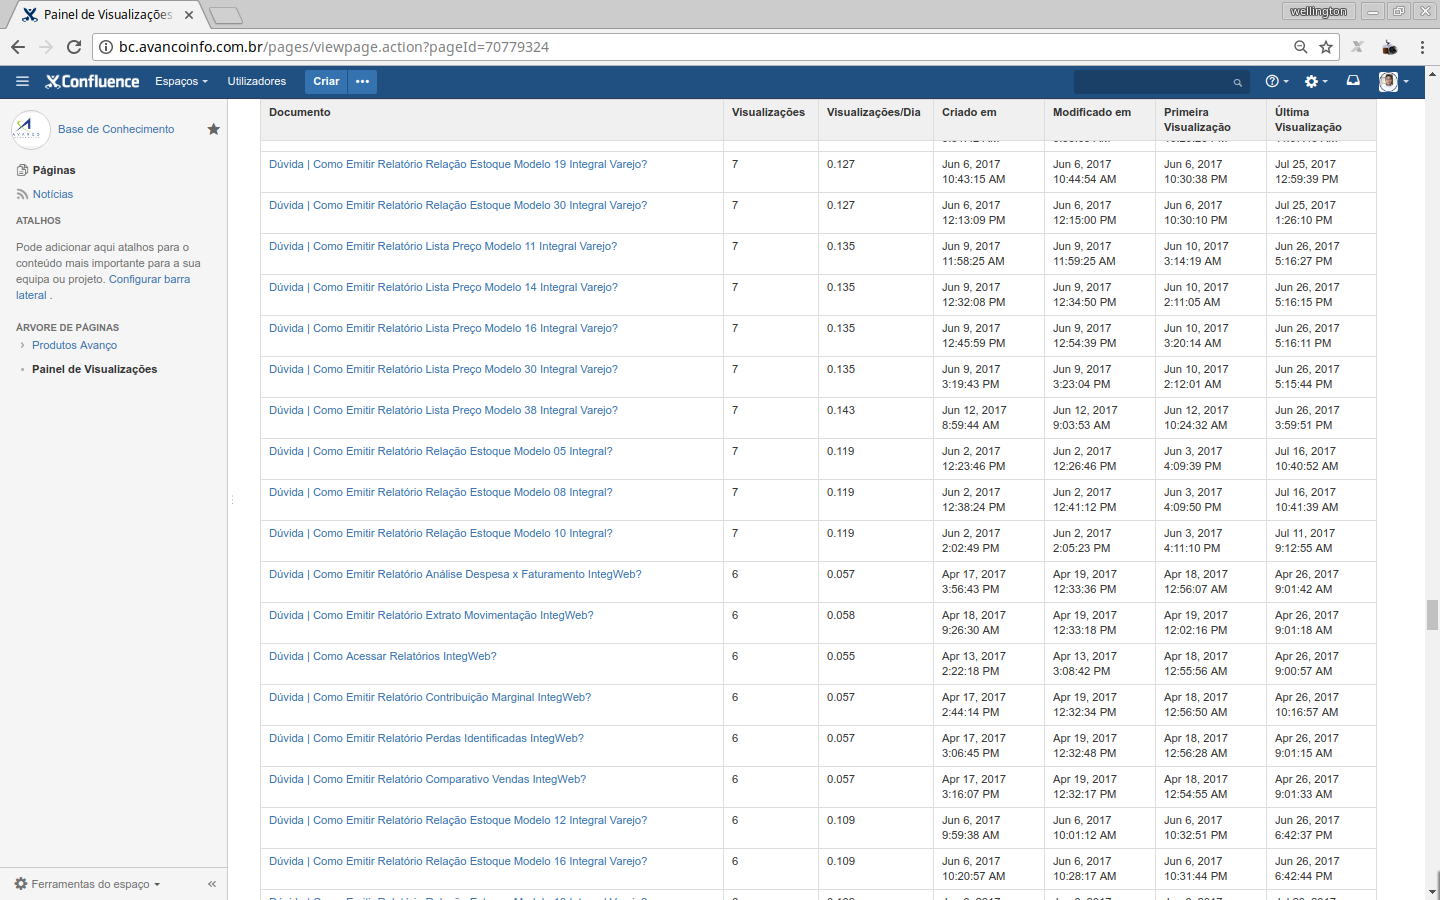 Painel de Visualizações
wellington
bc.avancoinfo.com.br/pages/viewpage.action?pageId=70779324
Confluence Espaços Utilizadores Criar •••
Base de Conhecimento
Páginas
Notícias
ATALHOS
Pode adicionar aqui atalhos para o
conteúdo mais importante para a sua
equipa ou projeto. Configurar barra
lateral .
ÁRVORE DE PÁGINAS
Produtos Avanço
Painel de Visualizações
Ferramentas do espaço
Documento Visualizações Visualizações/Dia Criado em Modificado em Primeira Última
Visualização Visualização
Dúvida | Como Emitir Relatório Relação Estoque Modelo 19 Integral Varejo? 7 0.127 Jun 6, 2017 Jun 6, 2017 Jun 6, 2017 Jul 25, 2017
10:43:15 AM 10:44:54 AM 10:30:38 PM 12:59:39 PM
Dúvida | Como Emitir Relatório Relação Estoque Modelo 30 Integral Varejo? 7 0.127 Jun 6, 2017 Jun 6, 2017 Jun 6, 2017 Jul 25, 2017
12:13:09 PM 12:15:00 PM 10:30:10 PM 1:26:10 PM
Dúvida | Como Emitir Relatório Lista Preço Modelo 11 Integral Varejo? 7 0.135 Jun 9, 2017 Jun 9, 2017 Jun 10, 2017 Jun 26, 2017
11:58:25 AM 11:59:25 AM 3:14:19 AM 5:16:27 PM
Dúvida | Como Emitir Relatório Lista Preço Modelo 14 Integral Varejo? 7 0.135 Jun 9, 2017 Jun 9, 2017 Jun 10, 2017 Jun 26, 2017
12:32:08 PM 12:34:50 PM 2:11:05 AM 5:16:15 PM
Dúvida | Como Emitir Relatório Lista Preço Modelo 16 Integral Varejo? 7 0.135 Jun 9, 2017 Jun 9, 2017 Jun 10, 2017 Jun 26, 2017
12:45:59 PM 12:54:39 PM 3:20:14 AM 5:16:11 PM
Dúvida | Como Emitir Relatório Lista Preço Modelo 30 Integral Varejo? 7 0.135 Jun 9, 2017 Jun 9, 2017 Jun 10, 2017 Jun 26, 2017
3:19:43 PM 3:23:04 PM 2:12:01 AM 5:15:44 PM
Dúvida | Como Emitir Relatório Lista Preço Modelo 38 Integral Varejo? 7 0.143 Jun 12, 2017 Jun 12, 2017 Jun 12, 2017 Jun 26, 2017
8:59:44 AM 9:03:53 AM 10:24:32 AM 3:59:51 PM
Dúvida | Como Emitir Relatório Relação Estoque Modelo 05 Integral? 7 0.119 Jun 2, 2017 Jun 2, 2017 Jun 3, 2017 Jul 16, 2017
12:23:46 PM 12:26:46 PM 4:09:39 PM 10:40:52 AM
Dúvida | Como Emitir Relatório Relação Estoque Modelo 08 Integral? 7 0.119 Jun 2, 2017 Jun 2, 2017 Jun 3, 2017 Jul 16, 2017
12:38:24 PM 12:41:12 PM 4:09:50 PM 10:41:39 AM
Dúvida | Como Emitir Relatório Relação Estoque Modelo 10 Integral? 7 0.119 Jun 2, 2017 Jun 2, 2017 Jun 3, 2017 Jul 11, 2017
2:02:49 PM 2:05:23 PM 4:11:10 PM 9:12:55 AM
Dúvida | Como Emitir Relatório Análise Despesa x Faturamento IntegWeb? 6 0.057 Apr 17, 2017 Apr 19, 2017 Apr 18, 2017 Apr 26, 2017
3:56:43 PM 12:33:36 PM 12:56:07 AM 9:01:42 AM
Dúvida | Como Emitir Relatório Extrato Movimentação IntegWeb? 6 0.058 Apr 18, 2017 Apr 19, 2017 Apr 19, 2017 Apr 26, 2017
9:26:30 AM 12:33:18 PM 12:02:16 PM 9:01:18 AM
Dúvida | Como Acessar Relatórios IntegWeb? 6 0.055 Apr 13, 2017 Apr 13, 2017 Apr 18, 2017 Apr 26, 2017
2:22:18 PM 3:08:42 PM 12:55:56 AM 9:00:57 AM
Dúvida | Como Emitir Relatório Contribuição Marginal IntegWeb? 6 0.057 Apr 17, 2017 Apr 19, 2017 Apr 18, 2017 Apr 26, 2017
2:44:14 PM 12:32:34 PM 12:56:50 AM 10:16:57 AM
Dúvida | Como Emitir Relatório Perdas Identificadas IntegWeb? 6 0.057 Apr 17, 2017 Apr 19, 2017 Apr 18, 2017 Apr 26, 2017
3:06:45 PM 12:32:48 PM 12:56:28 AM 9:01:15 AM
Dúvida | Como Emitir Relatório Comparativo Vendas IntegWeb? 6 0.057 Apr 17, 2017 Apr 19, 2017 Apr 18, 2017 Apr 26, 2017
3:16:07 PM 12:32:17 PM 12:54:55 AM 9:01:33 AM
Dúvida | Como Emitir Relatório Relação Estoque Modelo 12 Integral Varejo? 6 0.109 Jun 6, 2017 Jun 6, 2017 Jun 6, 2017 Jun 26, 2017
9:59:38 AM 10:01:12 AM 10:32:51 PM 6:42:37 PM
Dúvida | Como Emitir Relatório Relação Estoque Modelo 16 Integral Varejo? 6 0.109 Jun 6, 2017 Jun 6, 2017 Jun 6, 2017 Jun 26, 2017
10:20:57 AM 10:28:17 AM 10:31:44 PM 6:42:44 PM